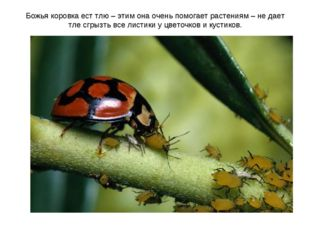 Божья коровка ест тлю – этим она очень помогает растениям – не дает
тле сгрызть все листики у цветочков и кустиков.